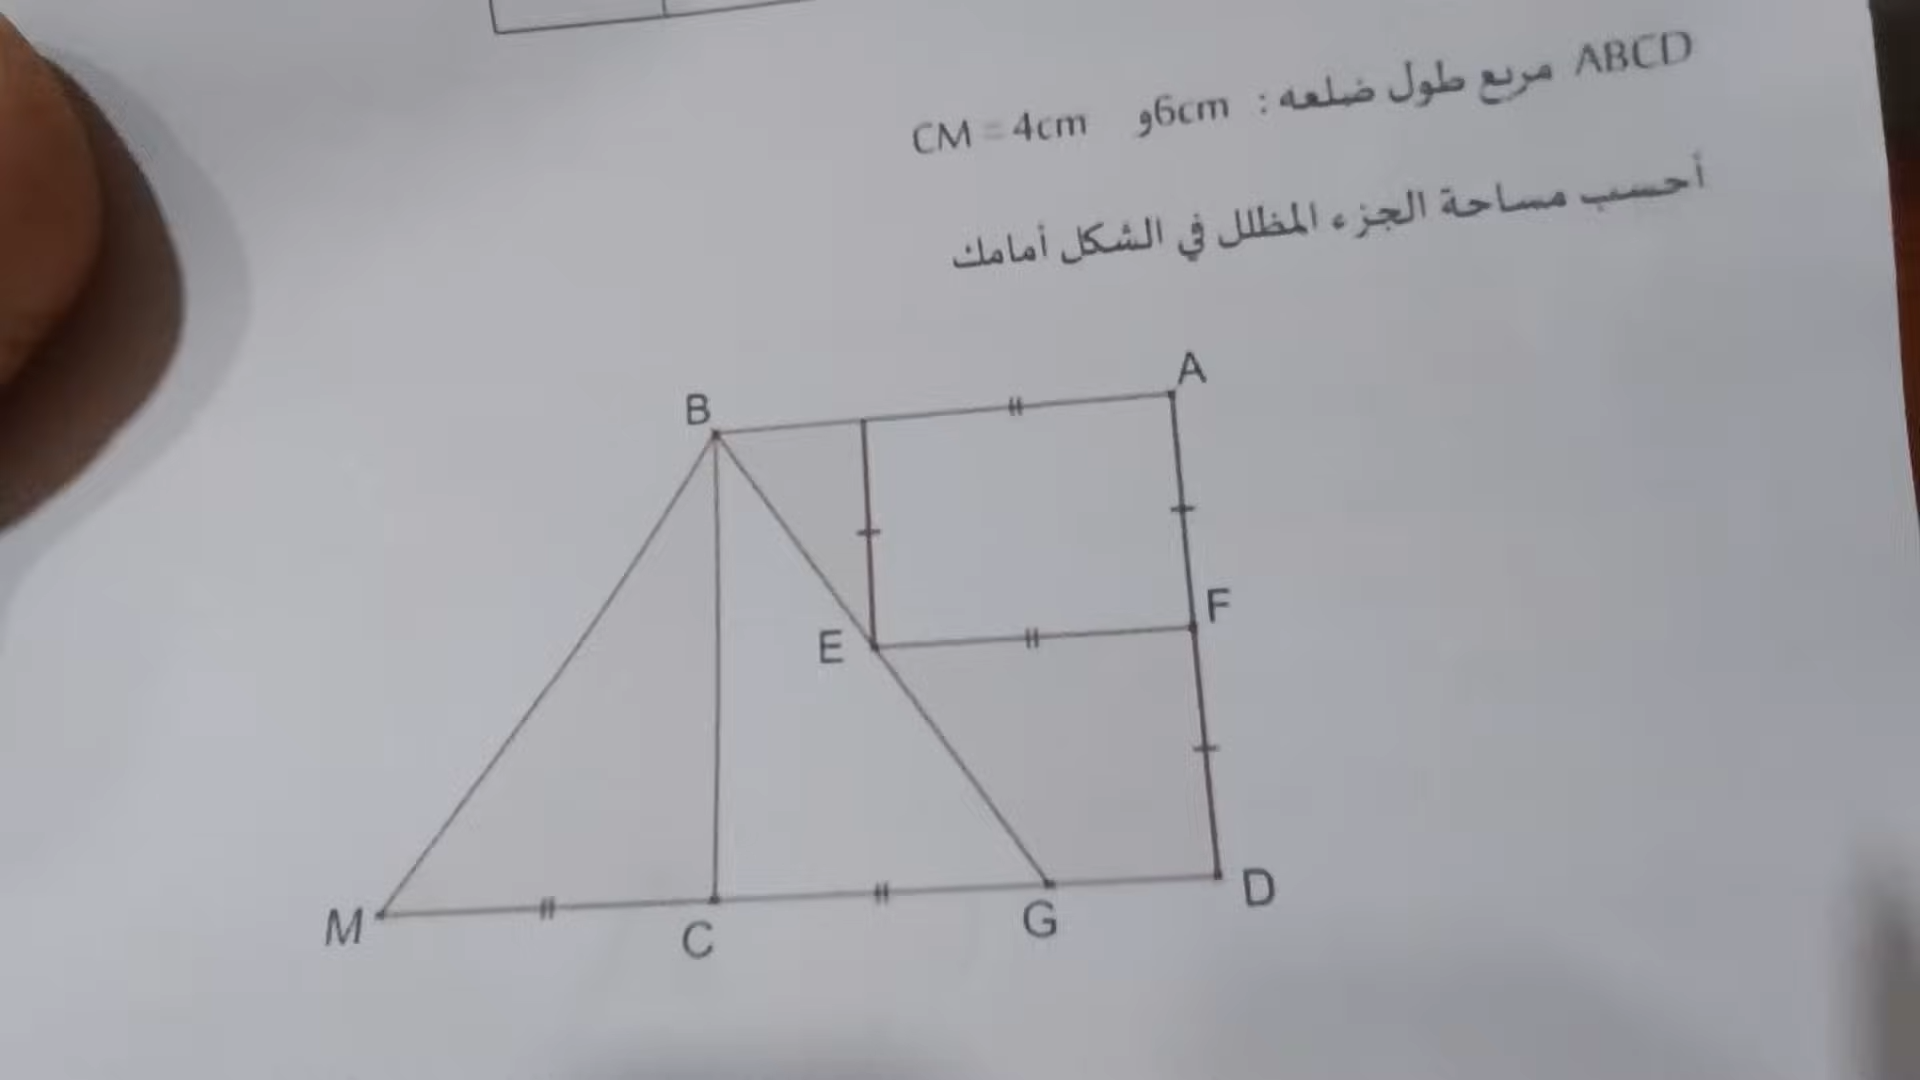 ABCD مربع طول ضلعه : 6cm و CM = 4cm
أحسب مساحة الجزء المظلل في الشكل أمامك
A
B
F
E
D
G
C
M